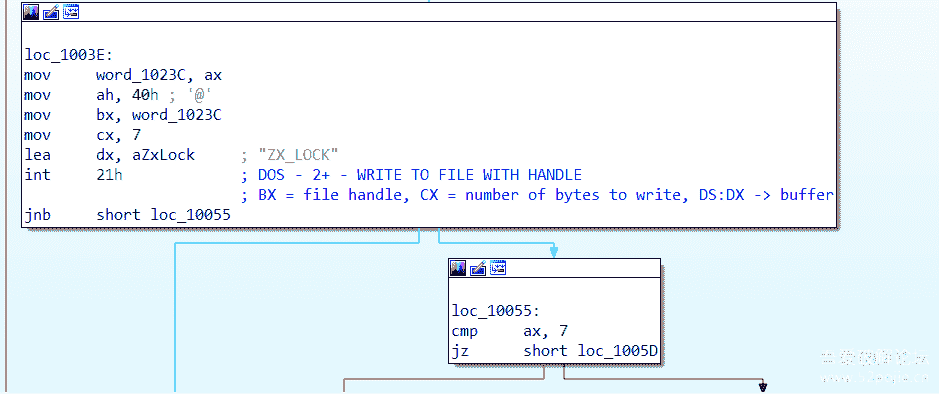 loc_1003E:
mov word_1023C, ax
mov ah, 40h ; '@'
mov bx, word_1023C
mov cx, 7
lea dx, aZxLock ; "ZX_LOCK"
int 21h ; DOS - 2+ - WRITE TO FILE WITH HANDLE
; BX = file handle, CX = number of bytes to write, DS:DX -> buffer
jnb short loc_10055
loc_10055:
cmp ax, 7
jz short loc_1005D